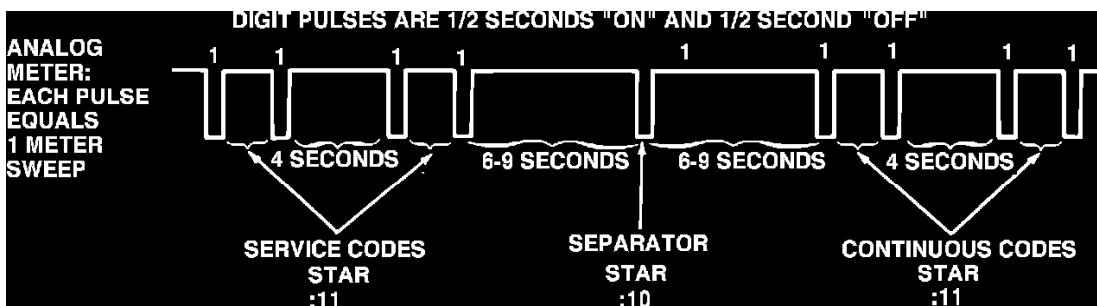 DIGIT PULSES ARE 1/2 SECONDS "ON" AND 1/2 SECOND "OFF"
ANALOG
METER:
EACH PULSE
EQUALS
1 METER
SWEEP
1 1 1 1 1 1 1 1 1
4 SECONDS 6-9 SECONDS 6-9 SECONDS 4 SECONDS
SERVICE CODES
STAR
:11
SEPARATOR
STAR
:10
CONTINUOUS CODES
STAR
:11